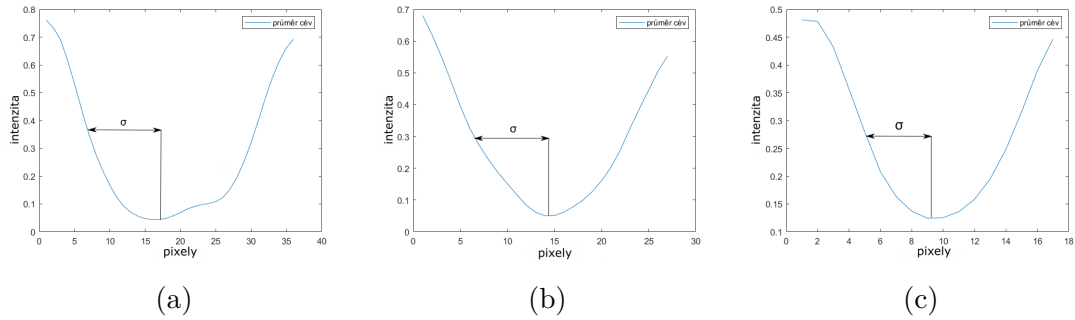 0.8
0.7
0.6
0.5
0.4
0.3
0.2
0.1
0
intenzita
0 5 10 15 20 25 30 35 40
pixely
průměr cév
σ
(a)
0.7
0.6
0.5
0.4
0.3
0.2
0.1
0
intenzita
0 5 10 15 20 25 30
pixely
průměr cév
σ
(b)
0.5
0.45
0.4
0.35
0.3
0.25
0.2
0.15
0.1
intenzita
0 2 4 6 8 10 12 14 16 18
pixely
průměr cév
σ
(c)